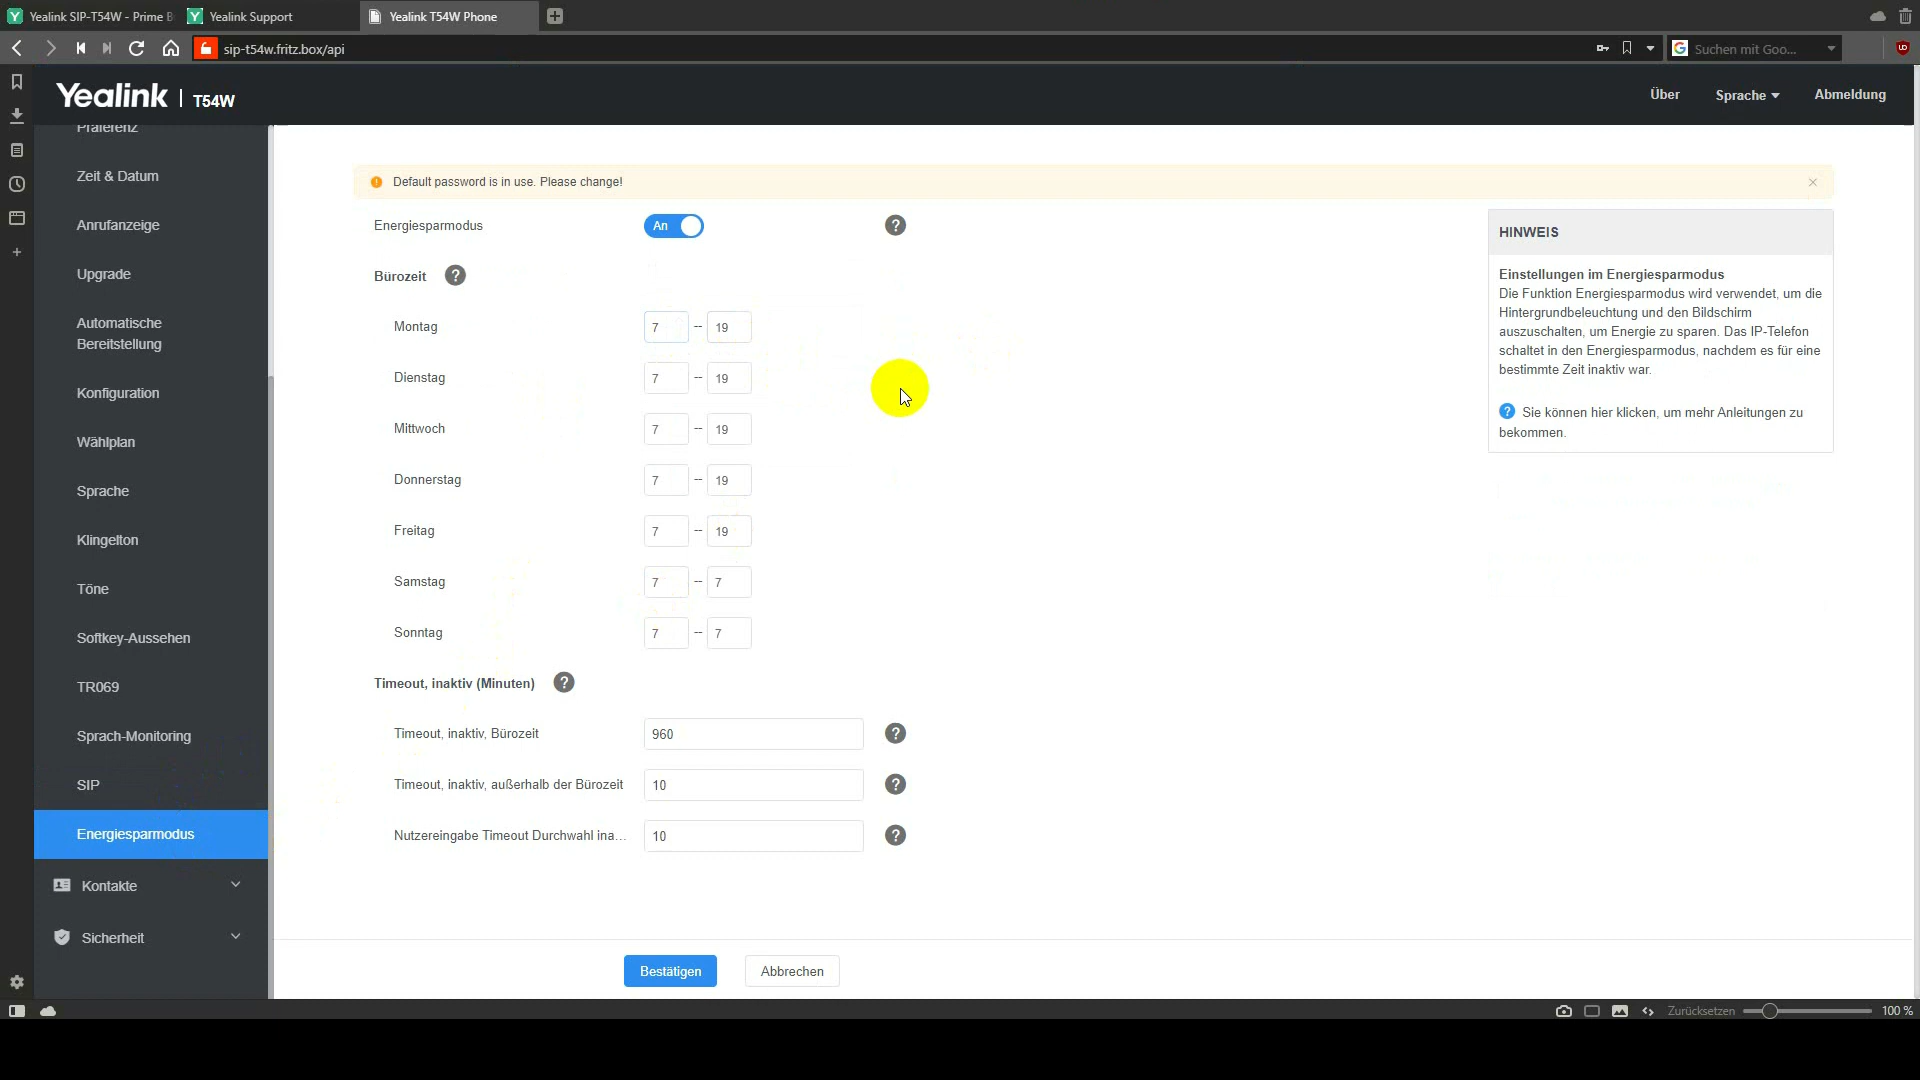 Yealink SIP-T54W - Prime B
Yealink Support
Yealink T54W Phone
sip-t54w.fritz.box/api
Suchen mit Goo...
Yealink | T54W
Über
Sprache
Abmeldung
Präferenz
Zeit & Datum
Anrufanzeige
Upgrade
Automatische
Bereitstellung
Konfiguration
Wählplan
Sprache
Klingelton
Töne
Softkey-Aussehen
TR069
Sprach-Monitoring
SIP
Energiesparmodus
Kontakte
Sicherheit
Default password is in use. Please change!
Energiesparmodus An
Bürozeit
Montag 7 -- 19
Dienstag 7 -- 19
Mittwoch 7 -- 19
Donnerstag 7 -- 19
Freitag 7 -- 19
Samstag 7 -- 7
Sonntag 7 -- 7
Timeout, inaktiv (Minuten)
Timeout, inaktiv, Bürozeit 960
Timeout, inaktiv, außerhalb der Bürozeit 10
Nutzereingabe Timeout Durchwahl ina... 10
Bestätigen
Abbrechen
HINWEIS
Einstellungen im Energiesparmodus
Die Funktion Energiesparmodus wird verwendet, um die
Hintergrundbeleuchtung und den Bildschirm
auszuschalten, um Energie zu sparen. Das IP-Telefon
schaltet in den Energiesparmodus, nachdem es für eine
bestimmte Zeit inaktiv war.
Sie können hier klicken, um mehr Anleitungen zu
bekommen.
Zurücksetzen
100 %